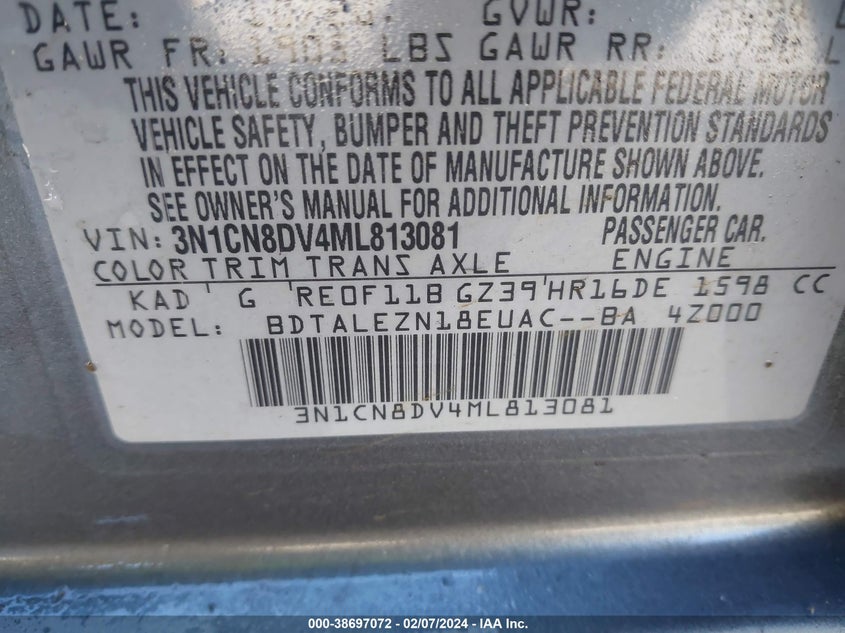 DATE: GVWR:
GAWR FR: LBS GAWR RR:
THIS VEHICLE CONFORMS TO ALL APPLICABLE FEDERAL MOTOR
VEHICLE SAFETY, BUMPER AND THEFT PREVENTION STANDARDS
IN EFFECT ON THE DATE OF MANUFACTURE SHOWN ABOVE.
SEE OWNER'S MANUAL FOR ADDITIONAL INFORMATION.
VIN: 3N1CN8DV4ML813081 PASSENGER CAR.
COLOR TRIM TRANS AXLE ENGINE
KAD G RE0F11B GZ39 HR16DE 1598 CC
MODEL: BDTALEZN18EUAC--BA 4Z000
3N1CN8DV4ML813081
000-38697072 - 02/07/2024 - IAA Inc.